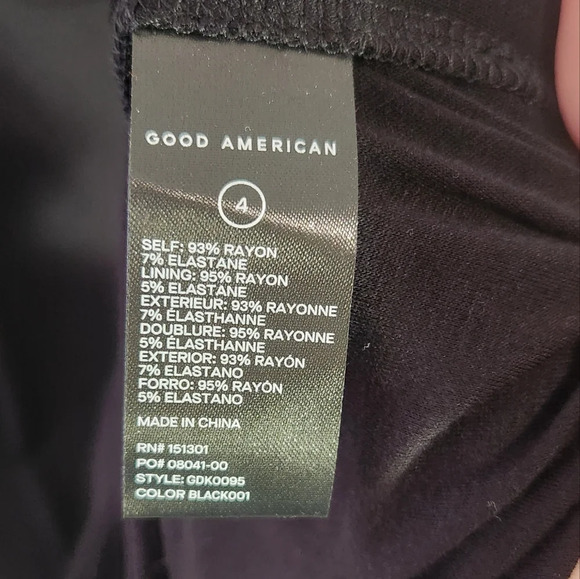 GOOD AMERICAN
4
SELF: 93% RAYON
7% ELASTANE
LINING: 95% RAYON
5% ELASTANE
EXTERIEUR: 93% RAYONNE
7% ÉLASTHANNE
DOUBLURE: 95% RAYONNE
5% ÉLASTHANNE
EXTERIOR: 93% RAYÓN
7% ELASTANO
FORRO: 95% RAYÓN
5% ELASTANO
MADE IN CHINA
RN# 151301
PO# 08041-00
STYLE: GDK0095
COLOR BLACK001